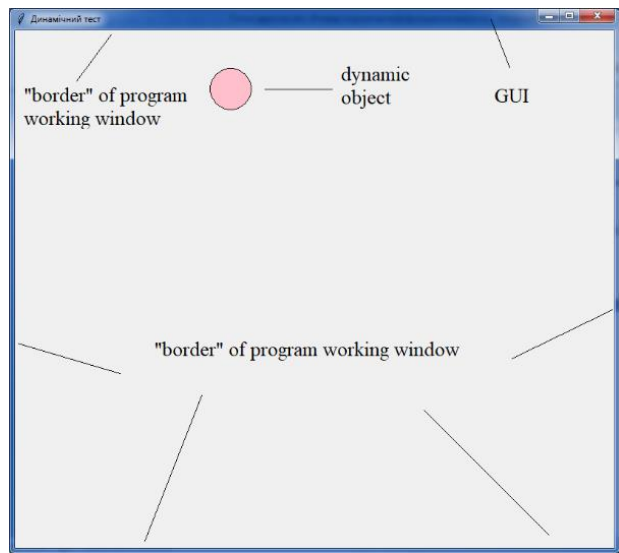 Динамічний тест
"border" of program
working window
dynamic
object
GUI
"border" of program working window